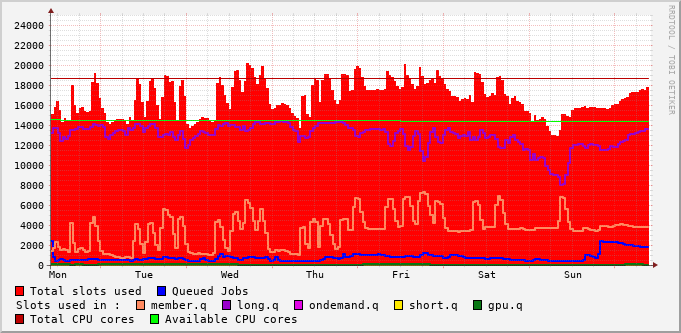 24000
22000
20000
18000
16000
14000
12000
10000
8000
6000
4000
2000
0
Mon Tue Wed Thu Fri Sat Sun
RRDTOOL / TOBI OETIKER
Total slots used Queued Jobs
Slots used in : member.q long.q ondemand.q short.q gpu.q
Total CPU cores Available CPU cores